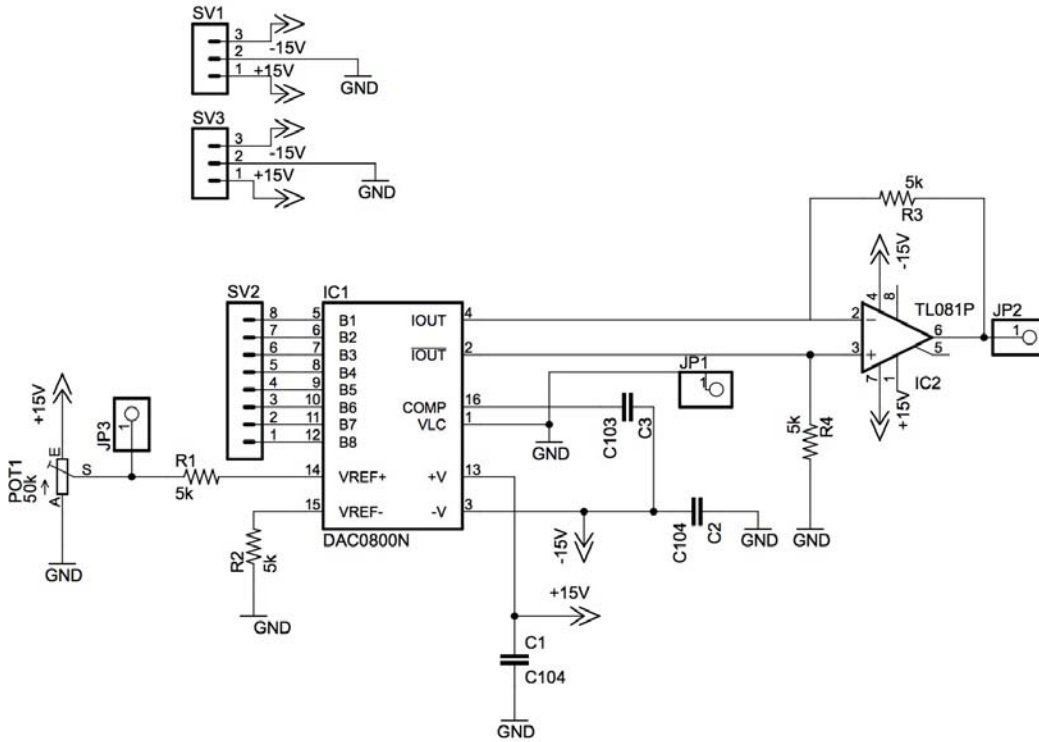 SV1
3
-15V
2
+15V
1
GND
SV3
3
-15V
2
+15V
1
GND
5k
R3
-15V
SV2
IC1
4
8
TL081P
JP2
8 5 B1 IOUT 4
2 -
6
1
7 6 B2
6 7 B3 IOUT 2
3 +
5
5 8 B4
JP1
7
1
IC2
4 9 B5
1
+15V
3 10 B6 COMP 16
+15V
JP3
1
2 11 B7 VLC 1
C103
C3
1 12 B8
GND
5k
R4
POT1
50k
E
S
A
R1
5k
14 VREF+ +V 13
15 VREF- -V 3
GND
DAC0800N
R2
5k
-15V
C104
C2
GND
GND
GND
+15V
C1
C104
GND